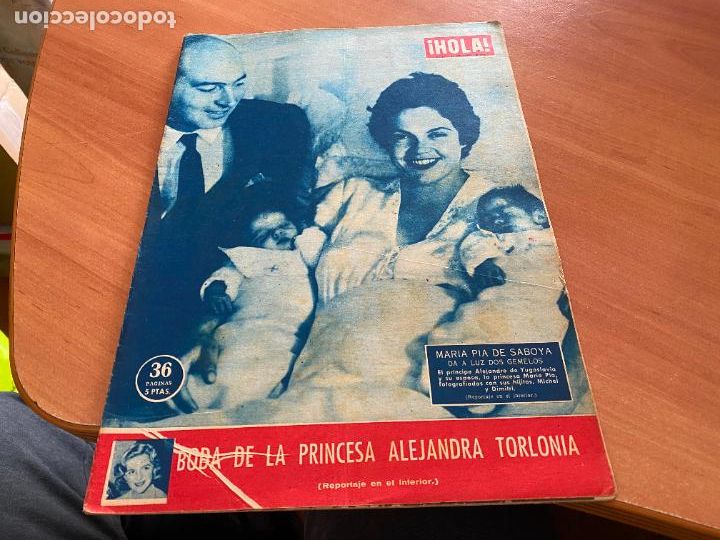 todocoleccion
¡HOLA!
MARIA PIA DE SABOYA
DA A LUZ DOS GEMELOS
El príncipe Alejandro de Yugoslavia
y su esposa, la princesa María Pía,
fotografiados con sus hijitos, Michel
y Dimitri.
(Reportaje en el interior.)
36
PAGINAS
5 PTAS.
BODA DE LA PRINCESA ALEJANDRA TORLONIA
(Reportaje en el interior.)